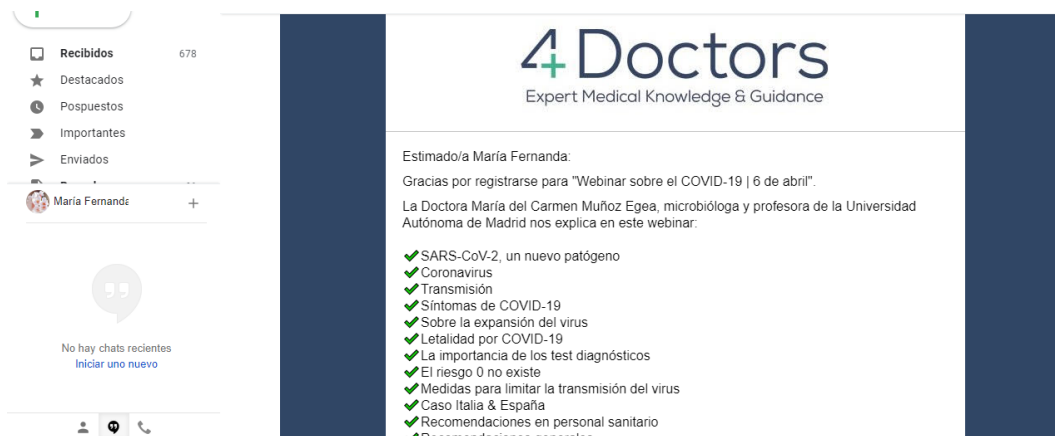 Recibidos 678
Destacados
Pospuestos
Importantes
Enviados
María Fernanda
No hay chats recientes
Iniciar uno nuevo
4 Doctors
Expert Medical Knowledge & Guidance
Estimado/a María Fernanda:
Gracias por registrarse para "Webinar sobre el COVID-19 | 6 de abril".
La Doctora María del Carmen Muñoz Egea, microbióloga y profesora de la Universidad
Autónoma de Madrid nos explica en este webinar:
SARS-CoV-2, un nuevo patógeno
Coronavirus
Transmisión
Síntomas de COVID-19
Sobre la expansión del virus
Letalidad por COVID-19
La importancia de los test diagnósticos
El riesgo 0 no existe
Medidas para limitar la transmisión del virus
Caso Italia & España
Recomendaciones en personal sanitario
Recomendaciones generales